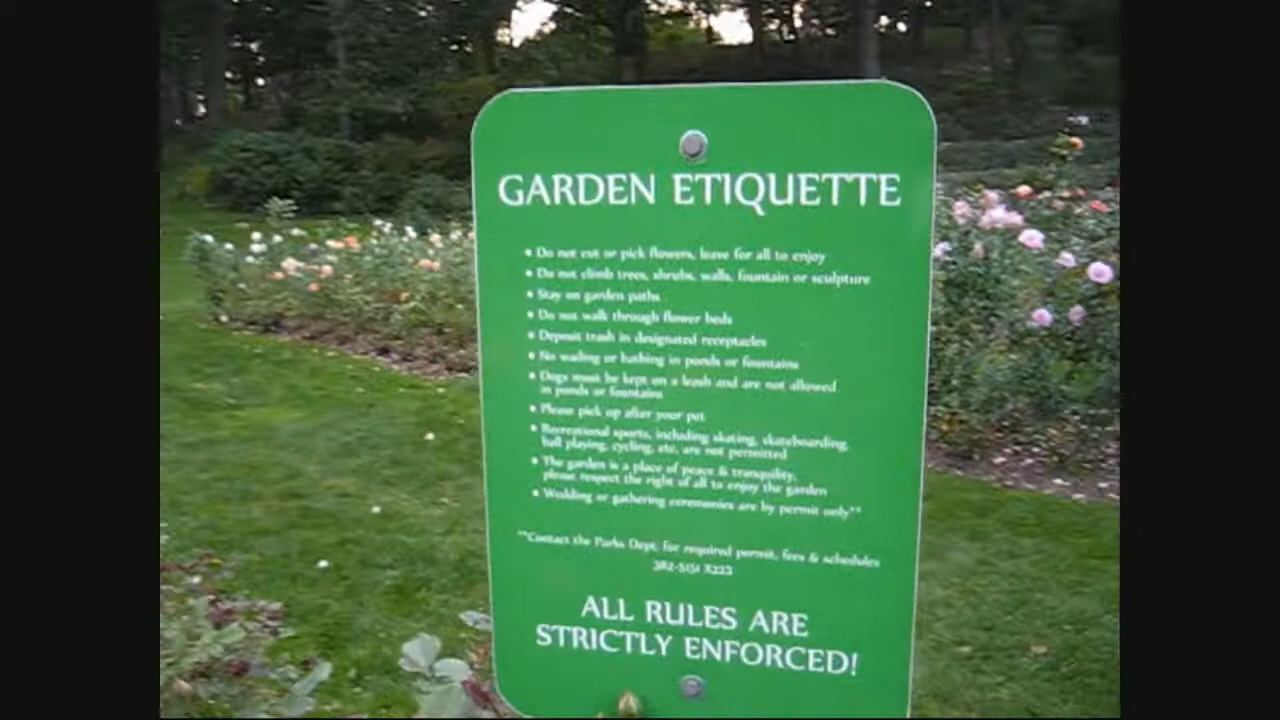 GARDEN ETIQUETTE
• Do not cut or pick flowers, leave for all to enjoy
• Do not climb trees, shrubs, walls, fountain or sculpture
• Stay on garden paths
• Do not walk through flower beds
• Deposit trash in designated receptacles
• No wading or bathing in ponds or fountains
• Dogs must be kept on a leash and are not allowed
in ponds or fountains
• Please pick up after your pet
• Recreational sports, including skating, skateboarding,
ball playing, cycling, etc. are not permitted
• The garden is a place of peace & tranquility,
please respect the right of all to enjoy the garden
• Wedding or gathering ceremonies are by permit only**
**Contact the Parks Dept. for required permit, fees & schedules
382-5151 X333
ALL RULES ARE
STRICTLY ENFORCED!